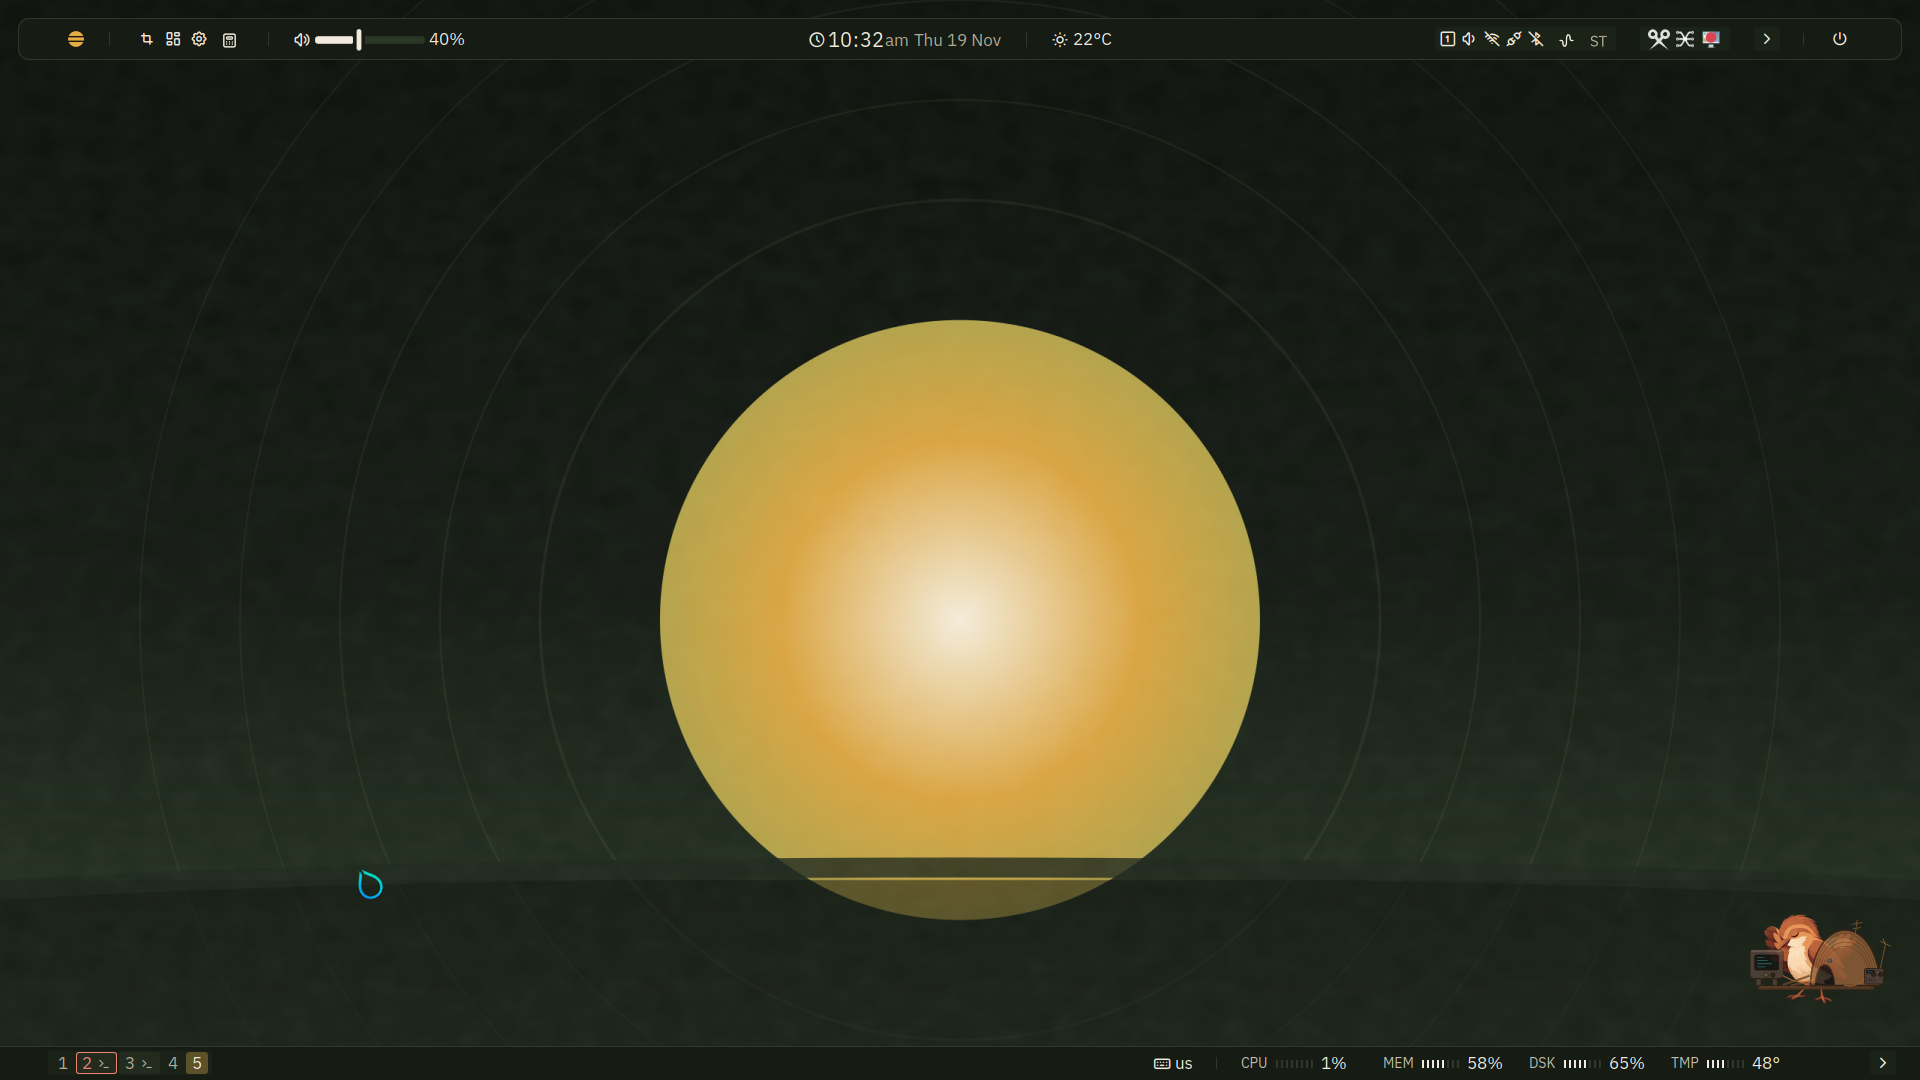 40%
10:32am Thu 19 Nov
22°C
1
ST
1 2 3 4 5
us
CPU 1%
MEM 58%
DSK 65%
TMP 48°